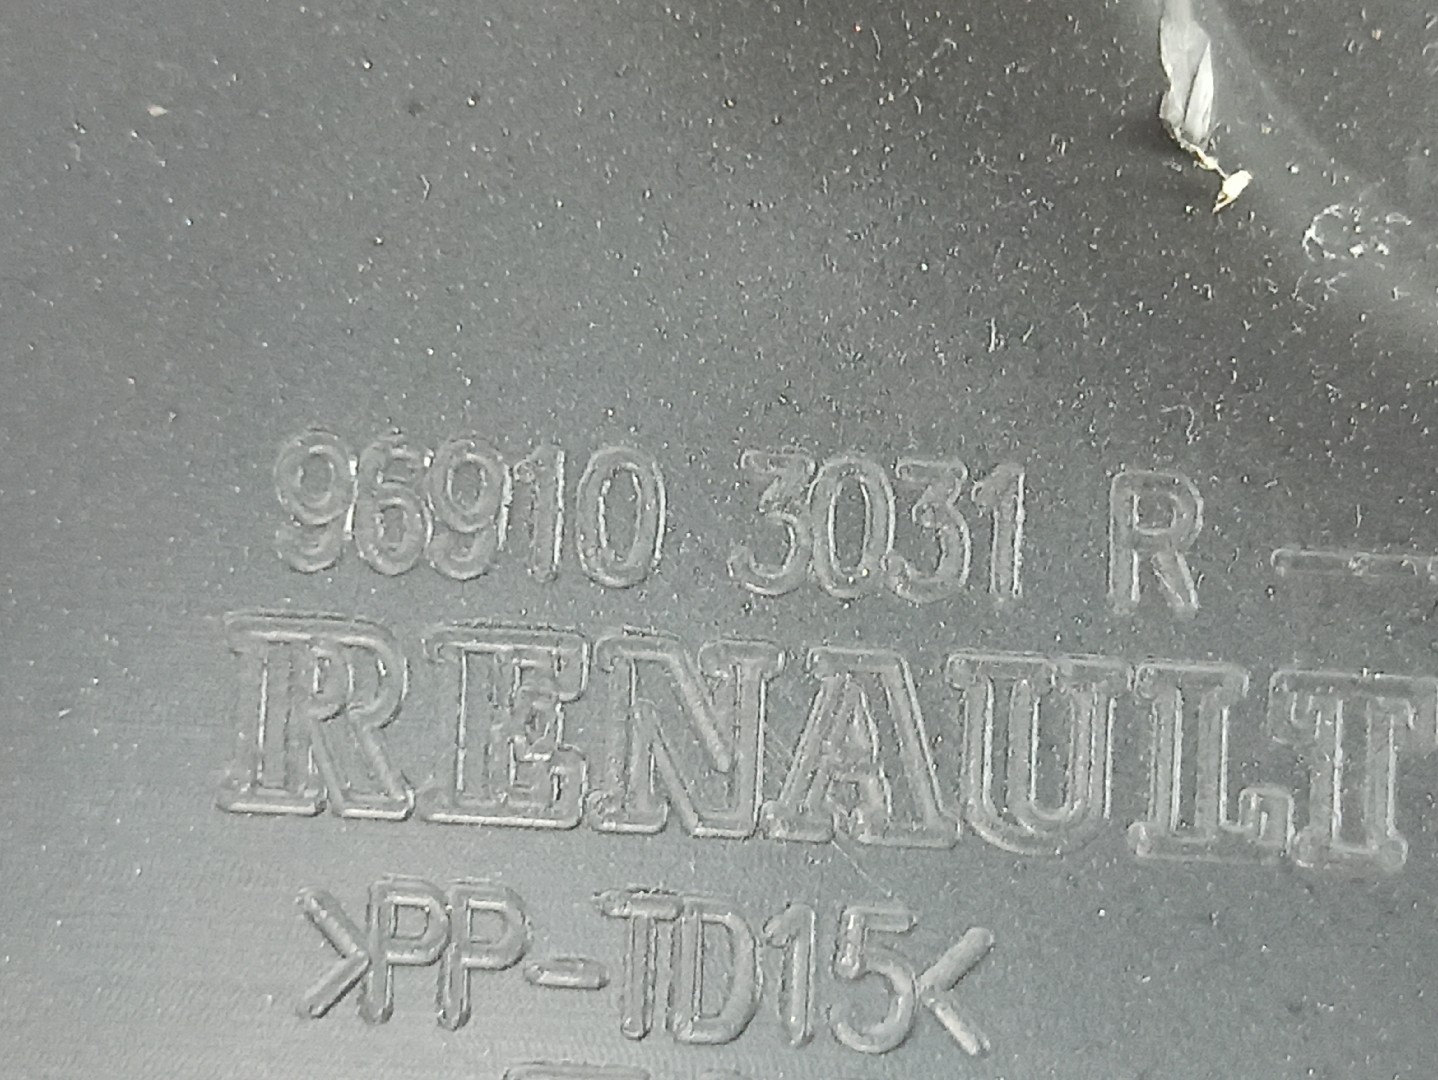 96910 3031 R -
RENAULT
>PP-TD15<